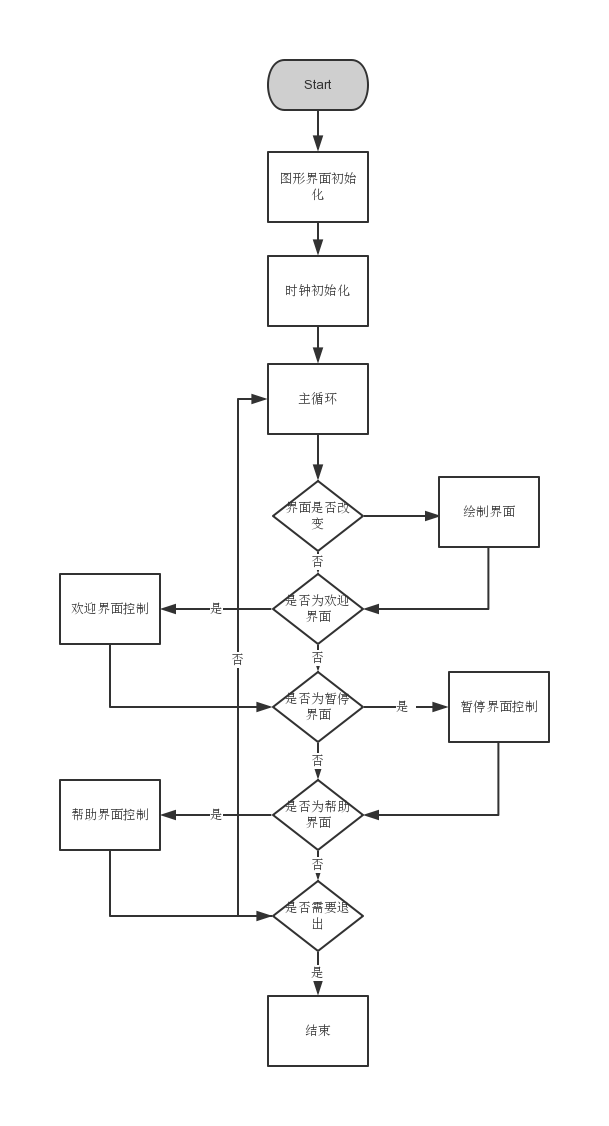 Start
图形界面初始
化
时钟初始化
主循环
界面是否改
变
绘制界面
否
欢迎界面控制
是
是否为欢迎
界面
否
否
是否为暂停
界面
是
暂停界面控制
否
帮助界面控制
是
是否为帮助
界面
否
是否需要退
出
是
结束